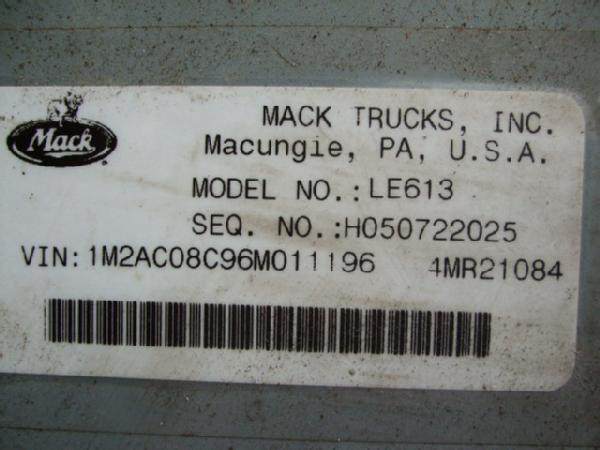 Mack
MACK TRUCKS, INC.
Macungie, PA, U.S.A.
MODEL NO.:LE613
SEQ. NO.:H050722025
VIN:1M2AC08C96M011196 4MR21084